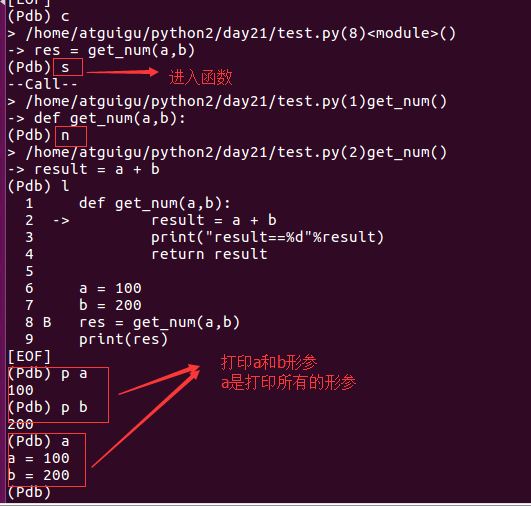 [EOF]
(Pdb) c
> /home/atguigu/python2/day21/test.py(8)<module>()
-> res = get_num(a,b)
(Pdb) s
进入函数
--Call--
> /home/atguigu/python2/day21/test.py(1)get_num()
-> def get_num(a,b):
(Pdb) n
> /home/atguigu/python2/day21/test.py(2)get_num()
-> result = a + b
(Pdb) l
1 def get_num(a,b):
2 -> result = a + b
3 print("result==%d"%result)
4 return result
5
6 a = 100
7 b = 200
8 B res = get_num(a,b)
9 print(res)
[EOF]
(Pdb) p a
100
(Pdb) p b
200
打印a和b形参
a是打印所有的形参
(Pdb) a
a = 100
b = 200
(Pdb)